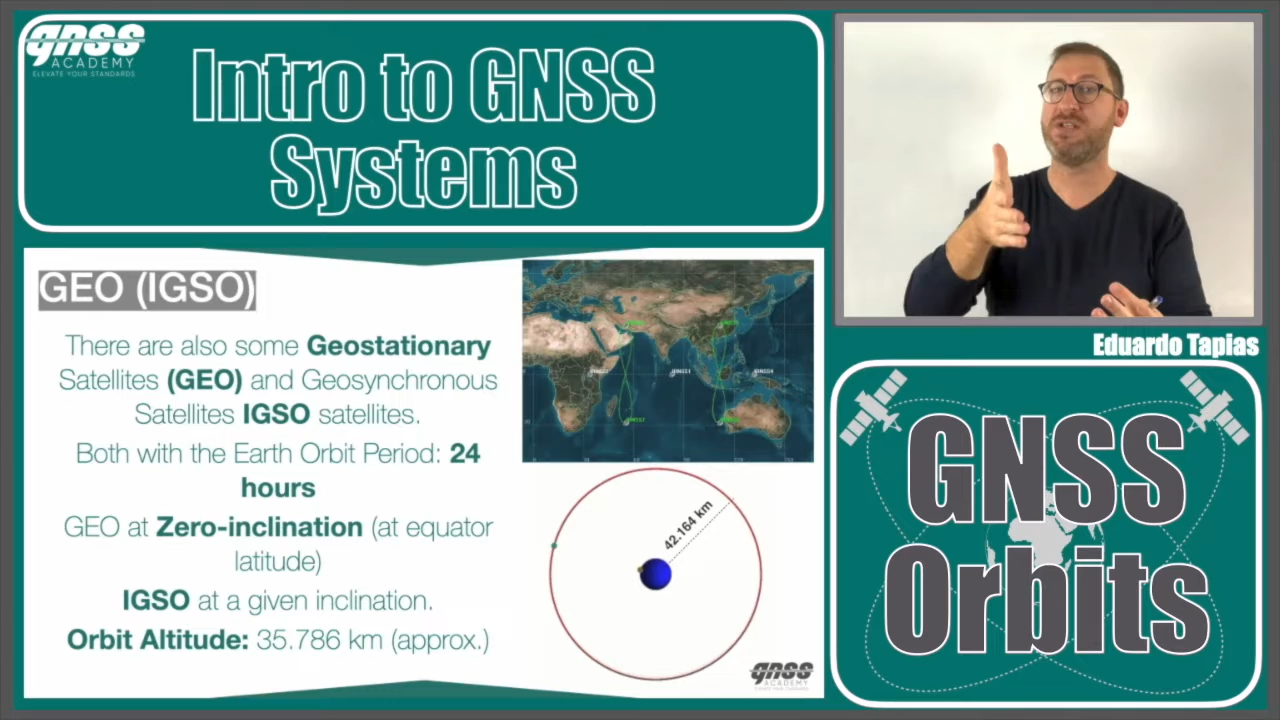 gnss
ACADEMY
ELEVATE YOUR STANDARDS
Intro to GNSS
Systems
GEO (IGSO)
There are also some Geostationary
Satellites (GEO) and Geosynchronous
Satellites IGSO satellites.
Both with the Earth Orbit Period: 24
hours
GEO at Zero-inclination (at equator
latitude)
IGSO at a given inclination.
Orbit Altitude: 35.786 km (approx.)
42.164 km
gnss
ACADEMY
ELEVATE YOUR STANDARDS
Eduardo Tapias
GNSS
Orbits